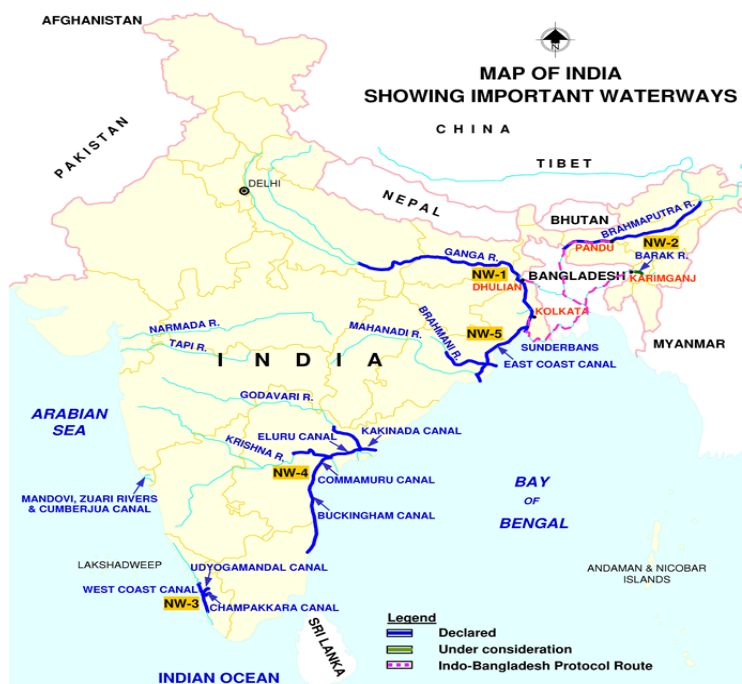 AFGHANISTAN
MAP OF INDIA
SHOWING IMPORTANT WATERWAYS
CHINA
PAKISTAN
TIBET
DELHI
NEPAL
BHUTAN
BRAHMAPUTRA R.
PANDU
NW-2
GANGA R.
BARAK R.
NW-1
BANGLADESH
DHULIAN
KARIMGANJ
KOLKATA
NARMADA R.
MAHANADI R.
BRAHMANI R.
NW-5
MYANMAR
TAPI R.
INDIA
SUNDERBANS
EAST COAST CANAL
GODAVARI R.
ARABIAN
SEA
KAKINADA CANAL
ELURU CANAL
KRISHNA R.
NW-4
COMMAMURU CANAL
BAY
OF
BENGAL
MANDOVI, ZUARI RIVERS
& CUMBERJUA CANAL
BUCKINGHAM CANAL
LAKSHADWEEP
UDYOGAMANDAL CANAL
ANDAMAN & NICOBAR
ISLANDS
WEST COAST CANAL
NW-3
CHAMPAKKARA CANAL
SRI LANKA
Legend
Declared
Under consideration
Indo-Bangladesh Protocol Route
INDIAN OCEAN